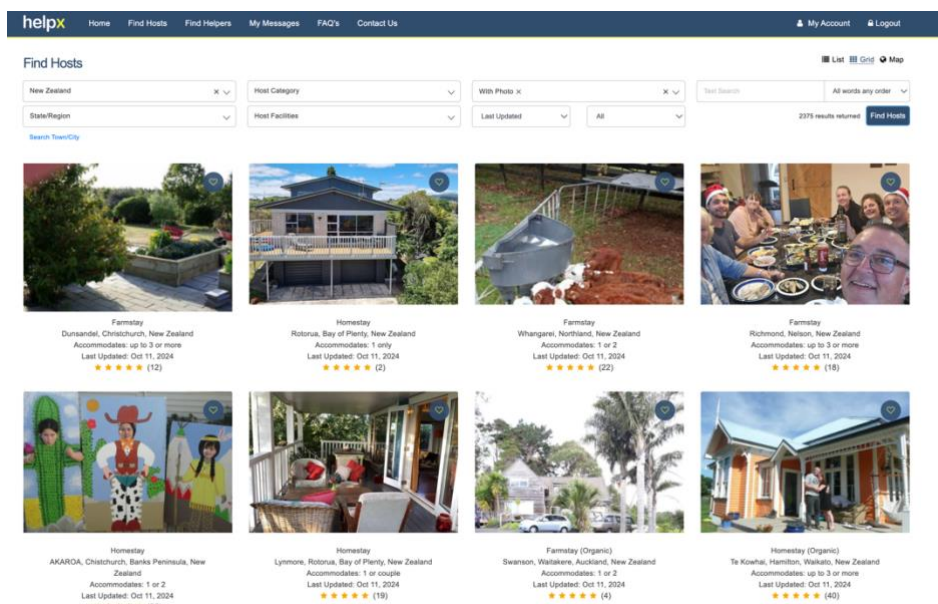 helpx Home Find Hosts Find Helpers My Messages FAQ's Contact Us My Account Logout
Find Hosts
List Grid Map
New Zealand
Host Category
With Photo ×
Text Search
All words any order
State/Region
Host Facilities
Last Updated
All
2375 results returned
Find Hosts
Search Town/City
Farmstay
Dunsandel, Christchurch, New Zealand
Accommodates: up to 3 or more
Last Updated: Oct 11, 2024
(12)
Homestay
Rotorua, Bay of Plenty, New Zealand
Accommodates: 1 only
Last Updated: Oct 11, 2024
(2)
Farmstay
Whangarei, Northland, New Zealand
Accommodates: 1 or 2
Last Updated: Oct 11, 2024
(22)
Farmstay
Richmond, Nelson, New Zealand
Accommodates: up to 3 or more
Last Updated: Oct 11, 2024
(18)
Homestay
AKAROA, Chistchurch, Banks Peninsula, New
Zealand
Accommodates: 1 or 2
Last Updated: Oct 11, 2024
Homestay
Lynmore, Rotorua, Bay of Plenty, New Zealand
Accommodates: 1 or couple
Last Updated: Oct 11, 2024
(19)
Farmstay (Organic)
Swanson, Waitakere, Auckland, New Zealand
Accommodates: 1 or 2
Last Updated: Oct 11, 2024
(4)
Homestay (Organic)
Te Kowhai, Hamilton, Waikato, New Zealand
Accommodates: up to 3 or more
Last Updated: Oct 11, 2024
(40)